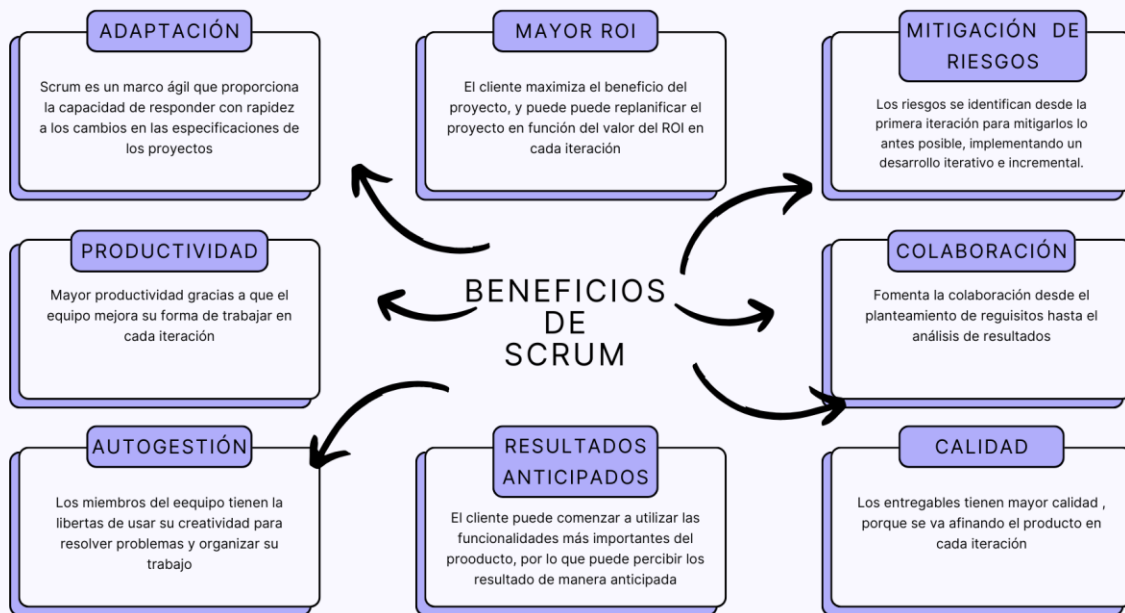 ADAPTACIÓN
Scrum es un marco ágil que proporciona
la capacidad de responder con rapidez
a los cambios en las especificaciones de
los proyectos
MAYOR ROI
El cliente maximiza el beneficio del
proyecto, y puede puede replanificar el
proyecto en función del valor del ROI en
cada iteración
MITIGACIÓN DE
RIESGOS
Los riesgos se identifican desde la
primera iteración para mitigarlos lo
antes posible, implementando un
desarrollo iterativo e incremental.
PRODUCTIVIDAD
Mayor productividad gracias a que el
equipo mejora su forma de trabajar en
cada iteración
BENEFICIOS
DE
SCRUM
COLABORACIÓN
Fomenta la colaboración desde el
planteamiento de reguisitos hasta el
análisis de resultados
AUTOGESTIÓN
Los miembros del eequipo tienen la
libertas de usar su creatividad para
resolver problemas y organizar su
trabajo
RESULTADOS
ANTICIPADOS
El cliente puede comenzar a utilizar las
funcionalidades más importantes del
prooducto, por lo que puede percibir los
resultado de manera anticipada
CALIDAD
Los entregables tienen mayor calidad ,
porque se va afinando el producto en
cada iteración